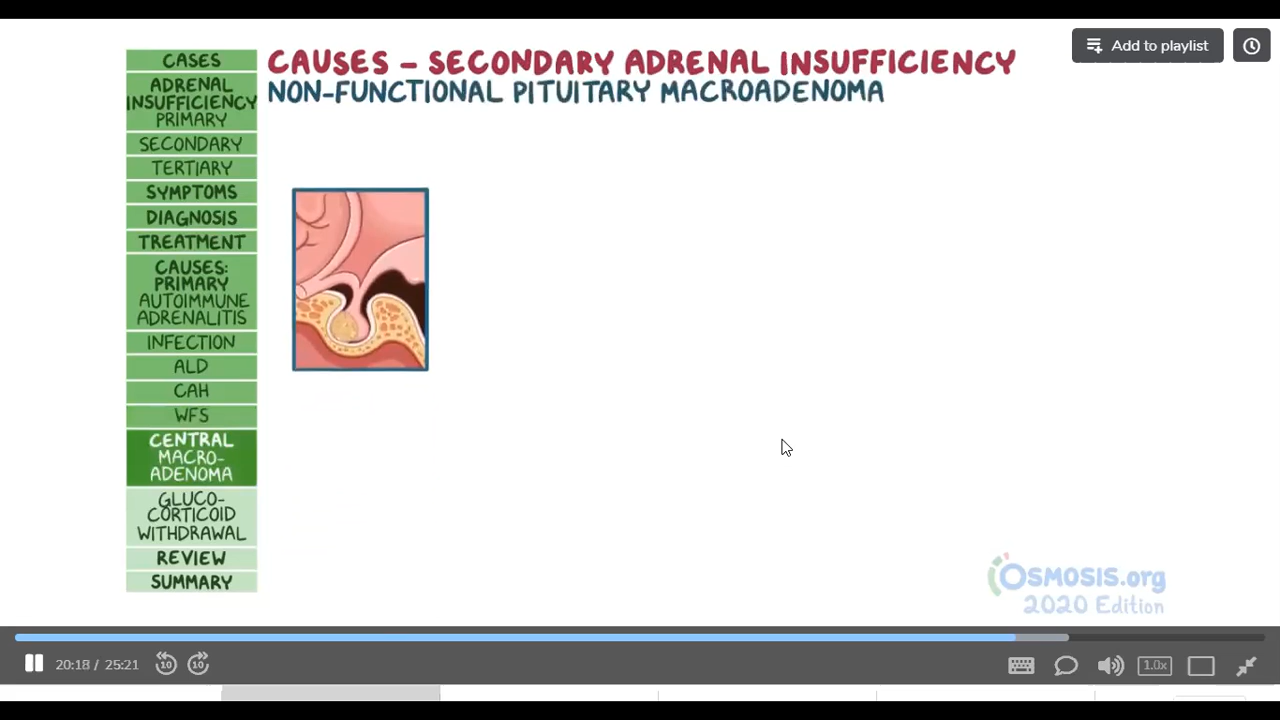 Add to playlist
CAUSES – SECONDARY ADRENAL INSUFFICIENCY
NON-FUNCTIONAL PITUITARY MACROADENOMA
CASES
ADRENAL
INSUFFICIENCY
PRIMARY
SECONDARY
TERTIARY
SYMPTOMS
DIAGNOSIS
TREATMENT
CAUSES:
PRIMARY
AUTOIMMUNE
ADRENALITIS
INFECTION
ALD
CAH
WFS
CENTRAL
MACRO-
ADENOMA
GLUCO-
CORTICOID
WITHDRAWAL
REVIEW
SUMMARY
OSMOSIS.org
2020 Edition
20:18 / 25:21
10
10
1.0x